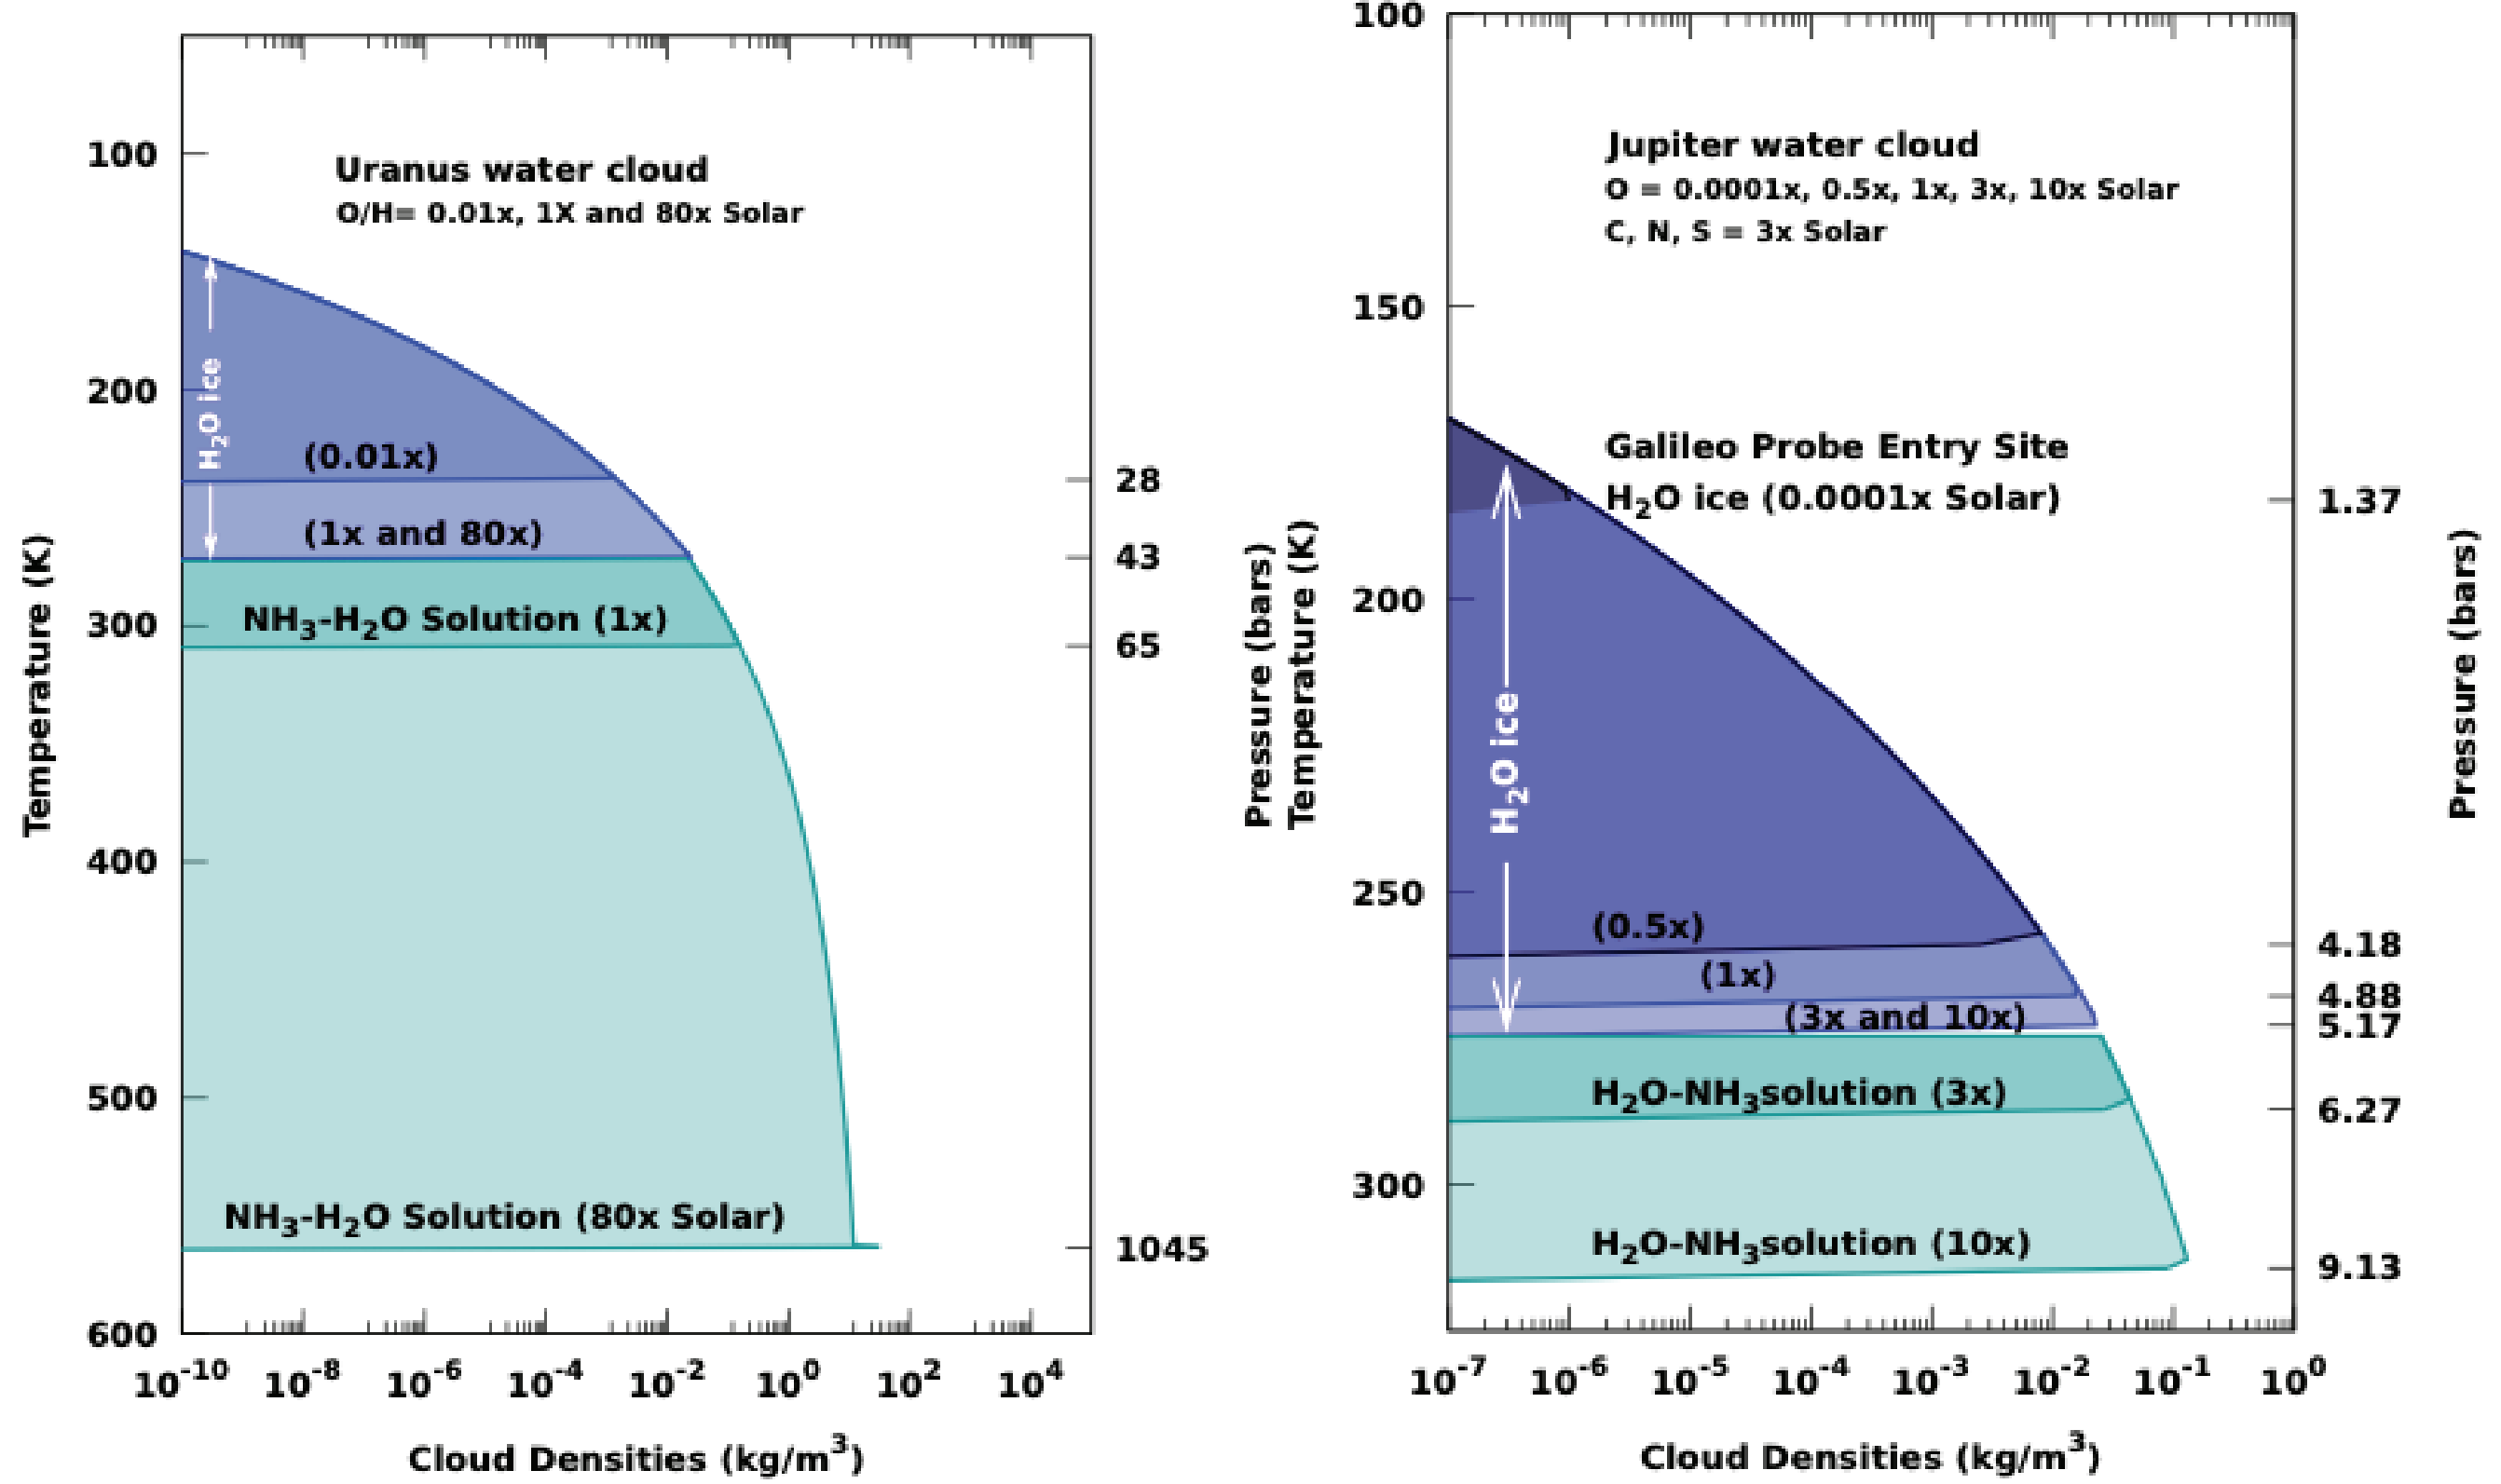 Uranus water cloud
O/H= 0.01x, 1X and 80x Solar
H₂O ice
(0.01x)
(1x and 80x)
NH₃-H₂O Solution (1x)
NH₃-H₂O Solution (80x Solar)
Temperature (K)
100
200
300
400
500
600
10⁻¹⁰ 10⁻⁸ 10⁻⁶ 10⁻⁴ 10⁻² 10⁰ 10² 10⁴
Cloud Densities (kg/m³)
28
43
65
1045
Pressure (bars)
Jupiter water cloud
O = 0.0001x, 0.5x, 1x, 3x, 10x Solar
C, N, S = 3x Solar
Galileo Probe Entry Site
H₂O ice (0.0001x Solar)
H₂O ice
(0.5x)
(1x)
(3x and 10x)
H₂O-NH₃solution (3x)
H₂O-NH₃solution (10x)
Temperature (K)
100
150
200
250
300
10⁻⁷ 10⁻⁶ 10⁻⁵ 10⁻⁴ 10⁻³ 10⁻² 10⁻¹ 10⁰
Cloud Densities (kg/m³)
1.37
4.18
4.88
5.17
6.27
9.13
Pressure (bars)